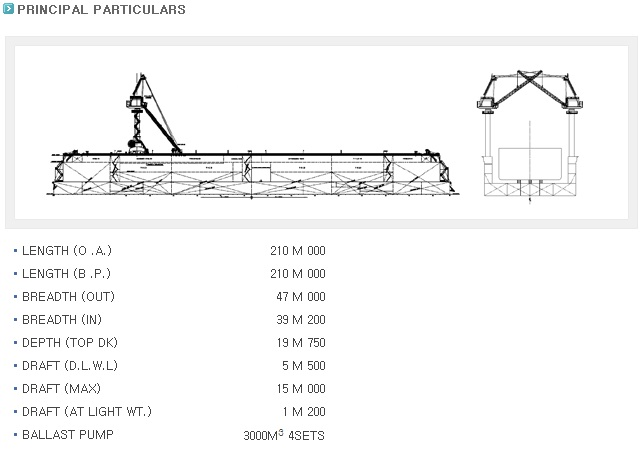 PRINCIPAL PARTICULARS
LENGTH (O .A.) 210 M 000
LENGTH (B .P.) 210 M 000
BREADTH (OUT) 47 M 000
BREADTH (IN) 39 M 200
DEPTH (TOP DK) 19 M 750
DRAFT (D.L.W.L) 5 M 500
DRAFT (MAX) 15 M 000
DRAFT (AT LIGHT WT.) 1 M 200
BALLAST PUMP 3000M³ 4SETS